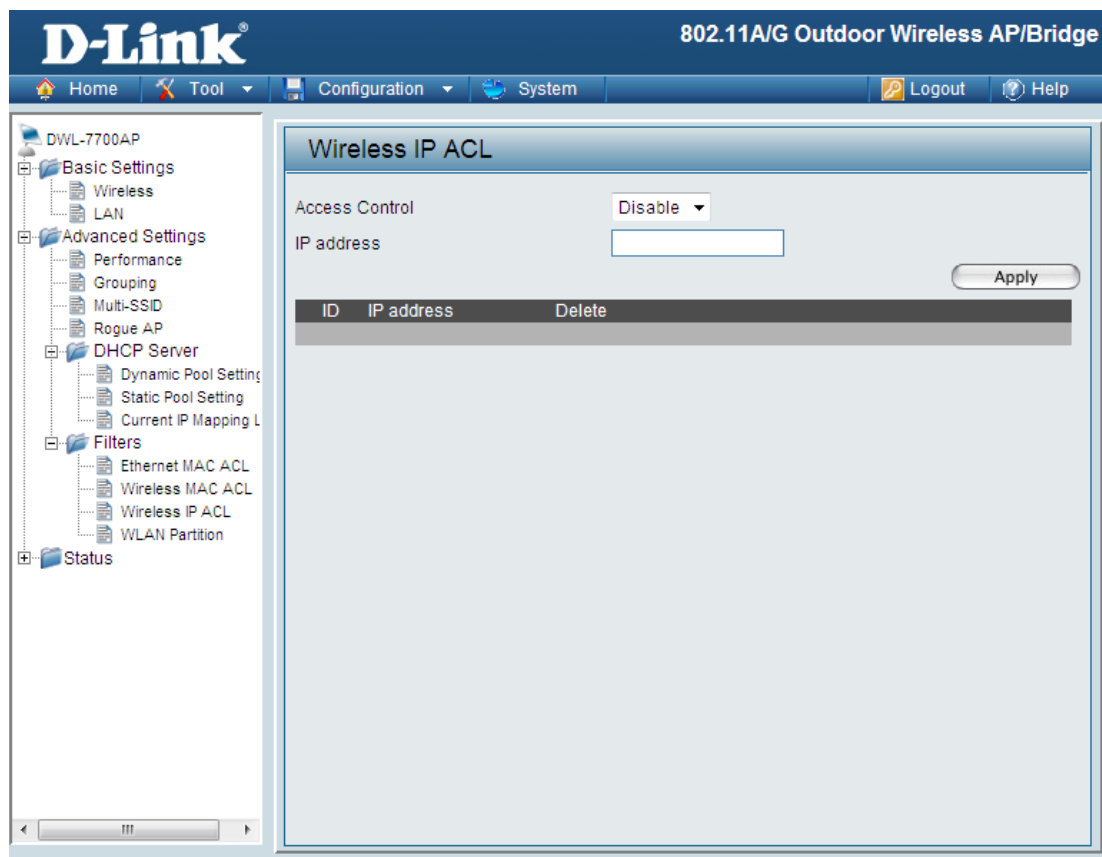 D-Link®
802.11A/G Outdoor Wireless AP/Bridge
Home Tool Configuration System Logout Help
DWL-7700AP
Basic Settings
Wireless
LAN
Advanced Settings
Performance
Grouping
Multi-SSID
Rogue AP
DHCP Server
Dynamic Pool Setting
Static Pool Setting
Current IP Mapping L
Filters
Ethernet MAC ACL
Wireless MAC ACL
Wireless IP ACL
WLAN Partition
Status
Wireless IP ACL
Access Control Disable
IP address
Apply
ID IP address Delete